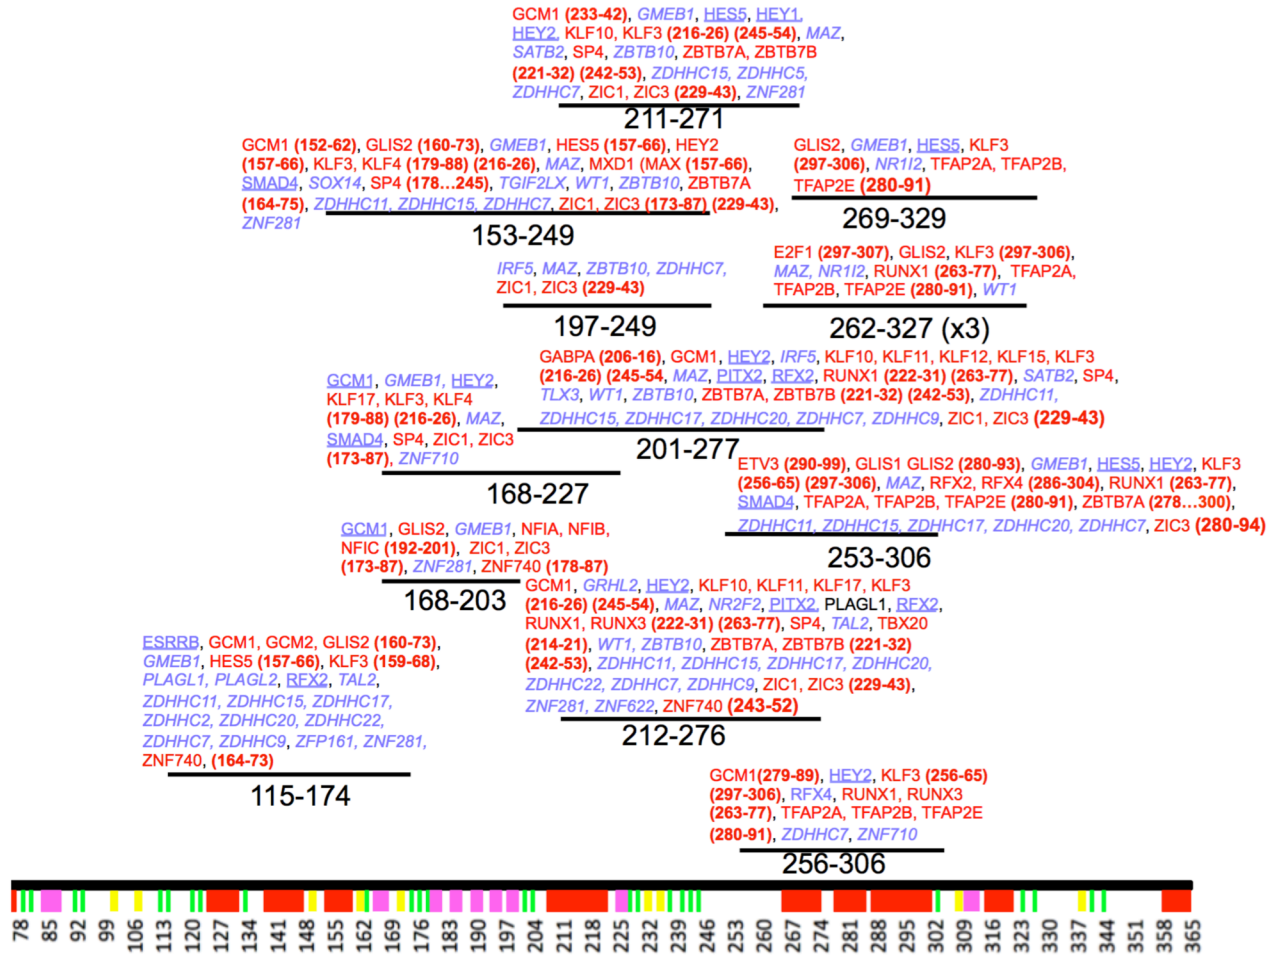 GCM1 (233-42), GMEB1, HES5, HEY1,
HEY2, KLF10, KLF3 (216-26) (245-54), MAZ,
SATB2, SP4, ZBTB10, ZBTB7A, ZBTB7B
(221-32) (242-53), ZDHHC15, ZDHHC5,
ZDHHC7, ZIC1, ZIC3 (229-43), ZNF281
211-271
GCM1 (152-62), GLIS2 (160-73), GMEB1, HES5 (157-66), HEY2
(157-66), KLF3, KLF4 (179-88) (216-26), MAZ, MXD1 (MAX (157-66),
SMAD4, SOX14, SP4 (178...245), TGIF2LX, WT1, ZBTB10, ZBTB7A
(164-75), ZDHHC11, ZDHHC15, ZDHHC7, ZIC1, ZIC3 (173-87) (229-43),
ZNF281
153-249
GLIS2, GMEB1, HES5, KLF3
(297-306), NR1I2, TFAP2A, TFAP2B,
TFAP2E (280-91)
269-329
IRF5, MAZ, ZBTB10, ZDHHC7,
ZIC1, ZIC3 (229-43)
197-249
E2F1 (297-307), GLIS2, KLF3 (297-306),
MAZ, NR1I2, RUNX1 (263-77), TFAP2A,
TFAP2B, TFAP2E (280-91), WT1
262-327 (x3)
GCM1, GMEB1, HEY2,
KLF17, KLF3, KLF4
(179-88) (216-26), MAZ,
SMAD4, SP4, ZIC1, ZIC3
(173-87), ZNF710
168-227
GABPA (206-16), GCM1, HEY2, IRF5, KLF10, KLF11, KLF12, KLF15, KLF3
(216-26) (245-54, MAZ, PITX2, RFX2, RUNX1 (222-31) (263-77), SATB2, SP4,
TLX3, WT1, ZBTB10, ZBTB7A, ZBTB7B (221-32) (242-53), ZDHHC11,
ZDHHC15, ZDHHC17, ZDHHC20, ZDHHC7, ZDHHC9, ZIC1, ZIC3 (229-43)
201-277
ETV3 (290-99), GLIS1 GLIS2 (280-93), GMEB1, HES5, HEY2, KLF3
(256-65) (297-306), MAZ, RFX2, RFX4 (286-304), RUNX1 (263-77),
SMAD4, TFAP2A, TFAP2B, TFAP2E (280-91), ZBTB7A (278...300),
ZDHHC11, ZDHHC15, ZDHHC17, ZDHHC20, ZDHHC7, ZIC3 (280-94)
253-306
GCM1, GLIS2, GMEB1, NFIA, NFIB,
NFIC (192-201), ZIC1, ZIC3
(173-87), ZNF281, ZNF740 (178-87)
168-203
GCM1, GRHL2, HEY2, KLF10, KLF11, KLF17, KLF3
(216-26) (245-54), MAZ, NR2F2, PITX2, PLAGL1, RFX2,
RUNX1, RUNX3 (222-31) (263-77), SP4, TAL2, TBX20
(214-21), WT1, ZBTB10, ZBTB7A, ZBTB7B (221-32)
(242-53), ZDHHC11, ZDHHC15, ZDHHC17, ZDHHC20,
ZDHHC22, ZDHHC7, ZDHHC9, ZIC1, ZIC3 (229-43),
ZNF281, ZNF622, ZNF740 (243-52)
212-276
ESRRB, GCM1, GCM2, GLIS2 (160-73),
GMEB1, HES5 (157-66), KLF3 (159-68),
PLAGL1, PLAGL2, RFX2, TAL2,
ZDHHC11, ZDHHC15, ZDHHC17,
ZDHHC2, ZDHHC20, ZDHHC22,
ZDHHC7, ZDHHC9, ZFP161, ZNF281,
ZNF740, (164-73)
115-174
GCM1(279-89), HEY2, KLF3 (256-65)
(297-306), RFX4, RUNX1, RUNX3
(263-77), TFAP2A, TFAP2B, TFAP2E
(280-91), ZDHHC7, ZNF710
256-306
78 85 92 99 106 113 120 127 134 141 148 155 162 169 176 183 190 197 204 211 218 225 232 239 246 253 260 267 274 281 288 295 302 309 316 323 330 337 344 351 358 365